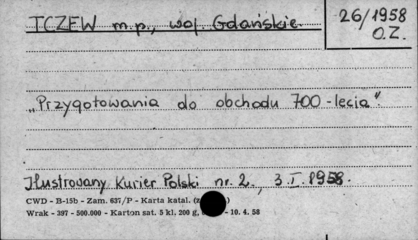 TCZEW m.p., woj. Gdańskie.
26/1958
O.Z.
„Przygotowania do obchodu 700-lecia".
Ilustrowany Kurier Polski nr. 2., 3.I.1958.
CWD - B-15b - Zam. 637/P - Karta katal.
Wrak - 397 - 500.000 - Karton sat. 5 kl. 200 g, - 10. 4. 58